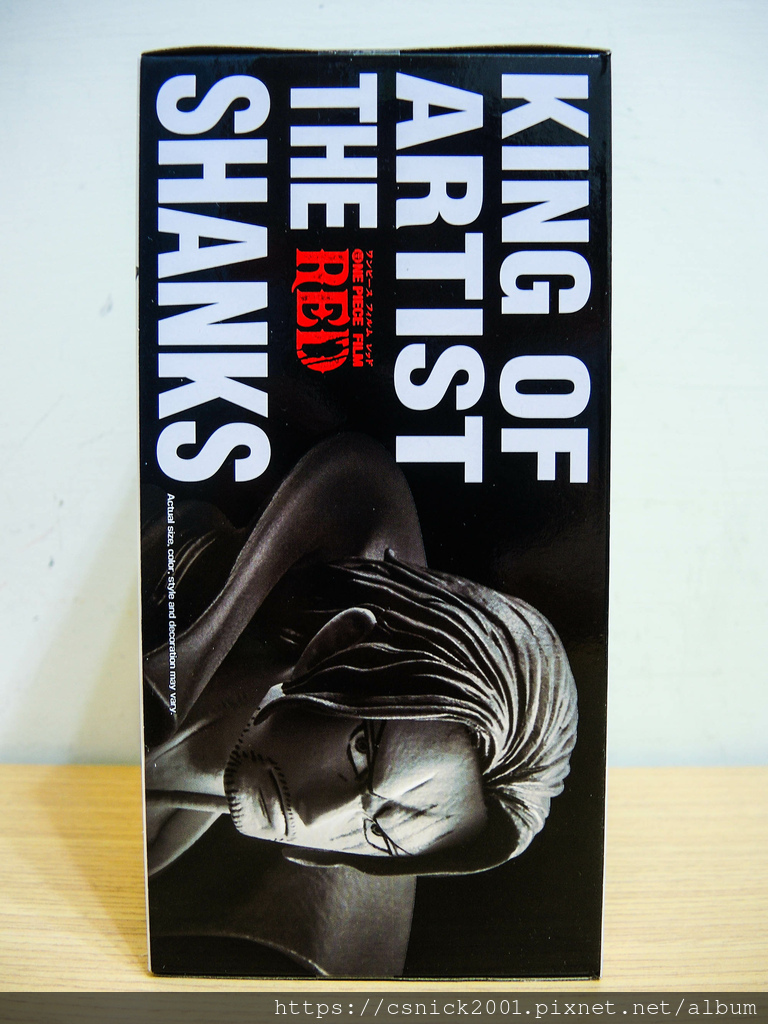 KING OF
ARTIST
THE
ワンピース フィルム レッド
ONE PIECE FILM
RED
SHANKS
Actual size, color, style and decoration may vary.
https://csnick2001.pixnet.net/album